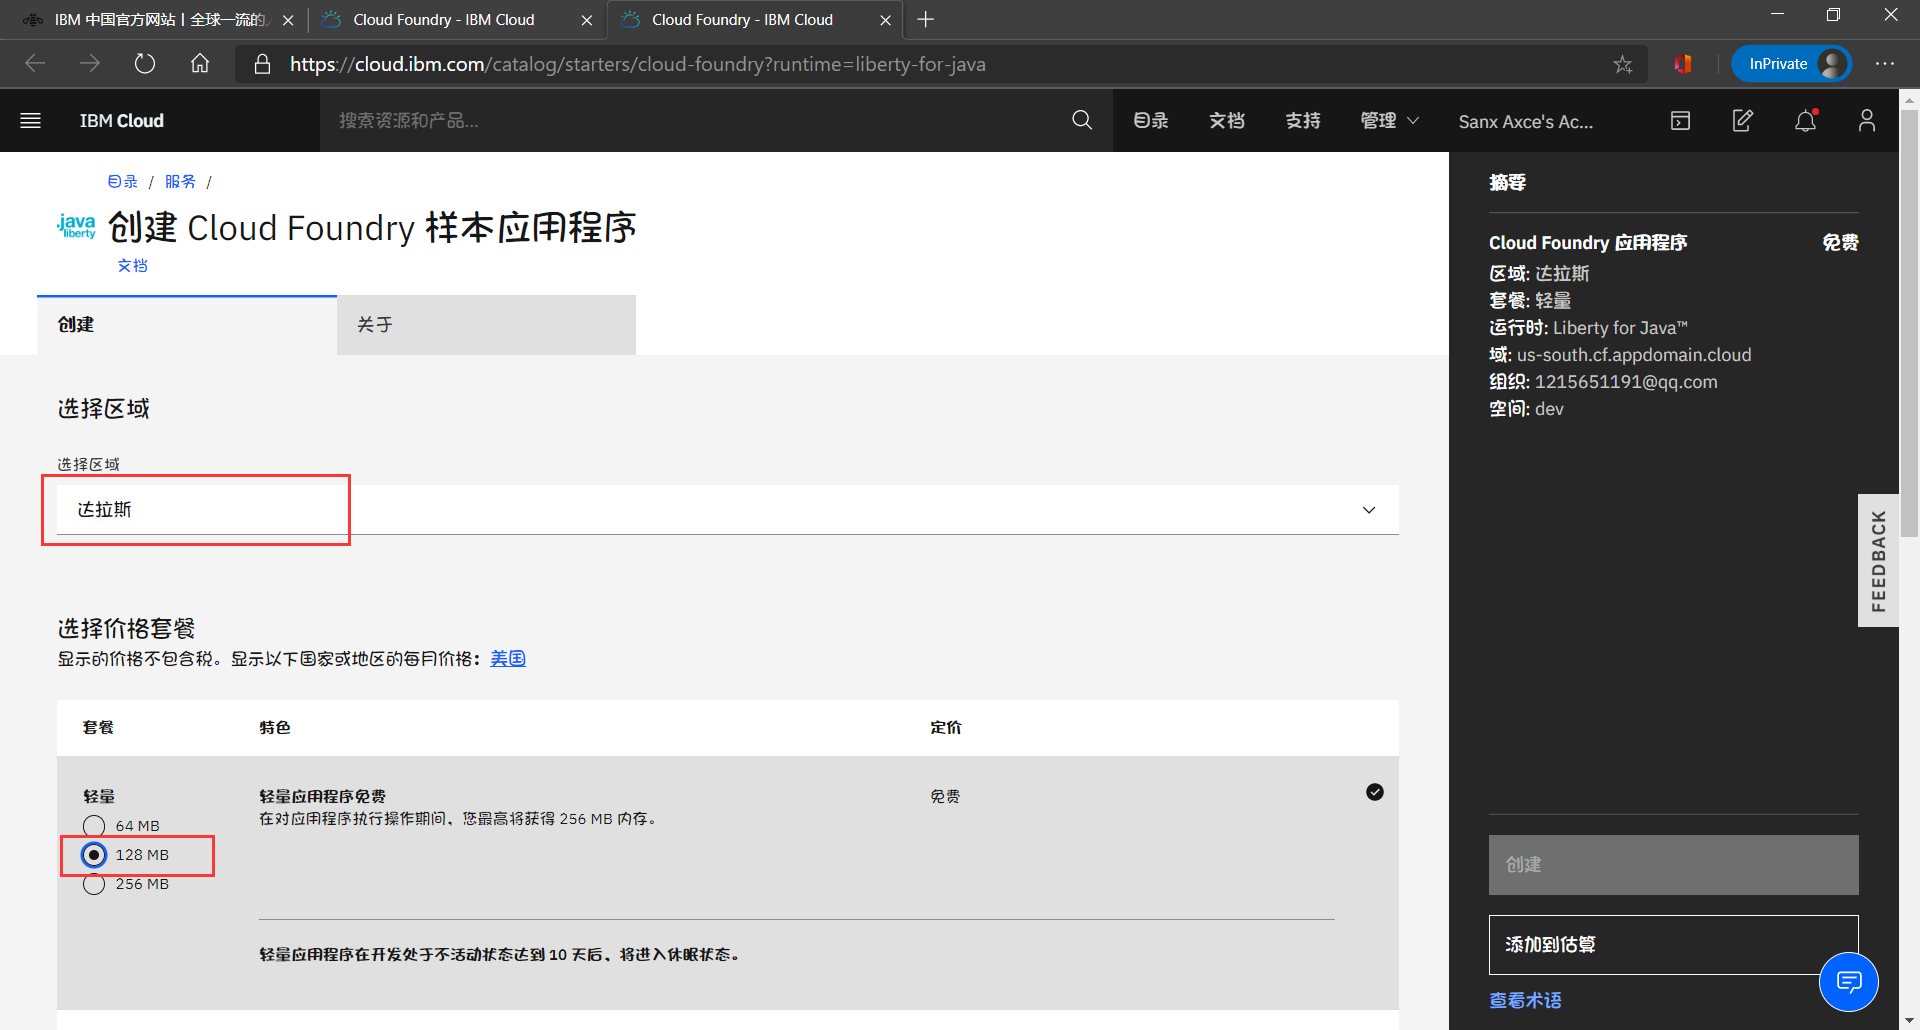 IBM 中国官方网站 | 全球一流的
Cloud Foundry - IBM Cloud
Cloud Foundry - IBM Cloud
https://cloud.ibm.com/catalog/starters/cloud-foundry?runtime=liberty-for-java
InPrivate
IBM Cloud
搜索资源和产品...
目录
文档
支持
管理
Sanx Axce's Ac...
目录 / 服务 /
java
liberty
创建 Cloud Foundry 样本应用程序
文档
创建
关于
选择区域
选择区域
达拉斯
选择价格套餐
显示的价格不包含税。显示以下国家或地区的每月价格：美国
套餐
特色
定价
轻量
64 MB
128 MB
256 MB
轻量应用程序免费
在对应用程序执行操作期间，您最高将获得 256 MB 内存。
免费
轻量应用程序在开发处于不活动状态达到 10 天后，将进入休眠状态。
摘要
Cloud Foundry 应用程序
免费
区域: 达拉斯
套餐: 轻量
运行时: Liberty for Java™
域: us-south.cf.appdomain.cloud
组织: 1215651191@qq.com
空间: dev
FEEDBACK
创建
添加到估算
查看术语